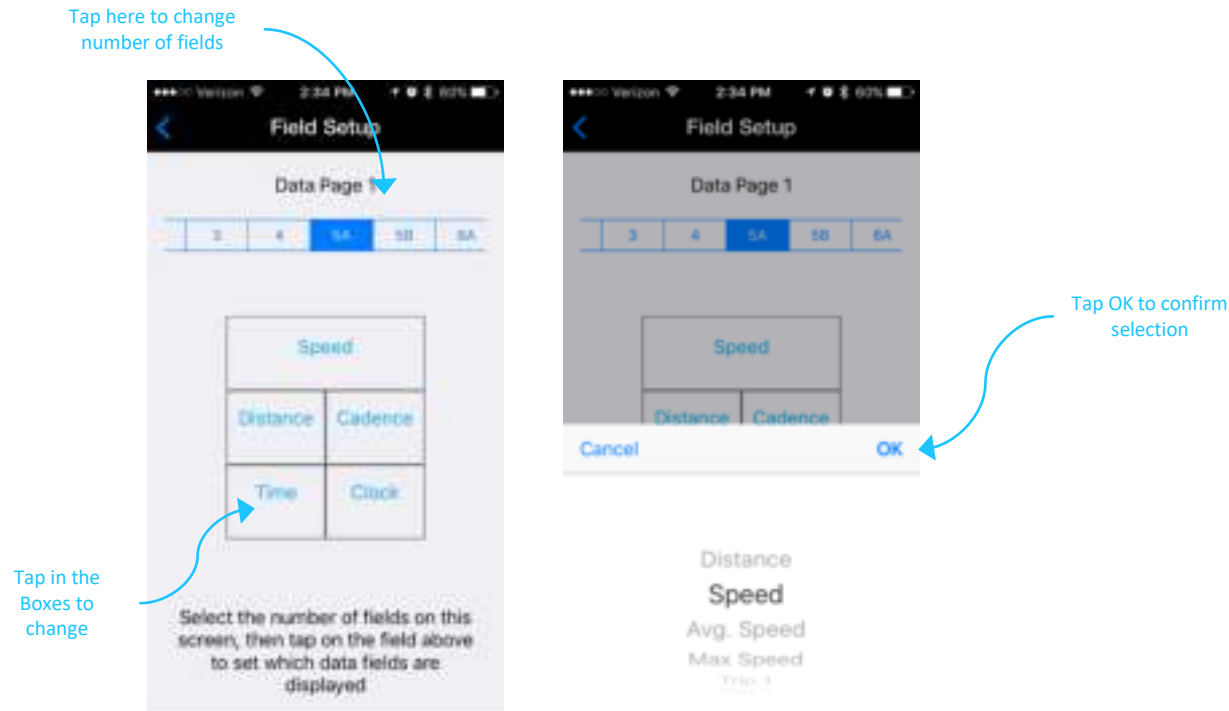 Tap here to change
number of fields
Verizon 2:34 PM 60%
Field Setup
Data Page 1
3 4 5A 5B 6A
Speed
Distance Cadence
Time Clock
Tap in the
Boxes to
change
Select the number of fields on this
screen, then tap on the field above
to set which data fields are
displayed
Verizon 2:34 PM 60%
Field Setup
Data Page 1
3 4 5A 5B 6A
Speed
Distance Cadence
Cancel OK
Tap OK to confirm
selection
Distance
Speed
Avg. Speed
Max Speed
Trip 1